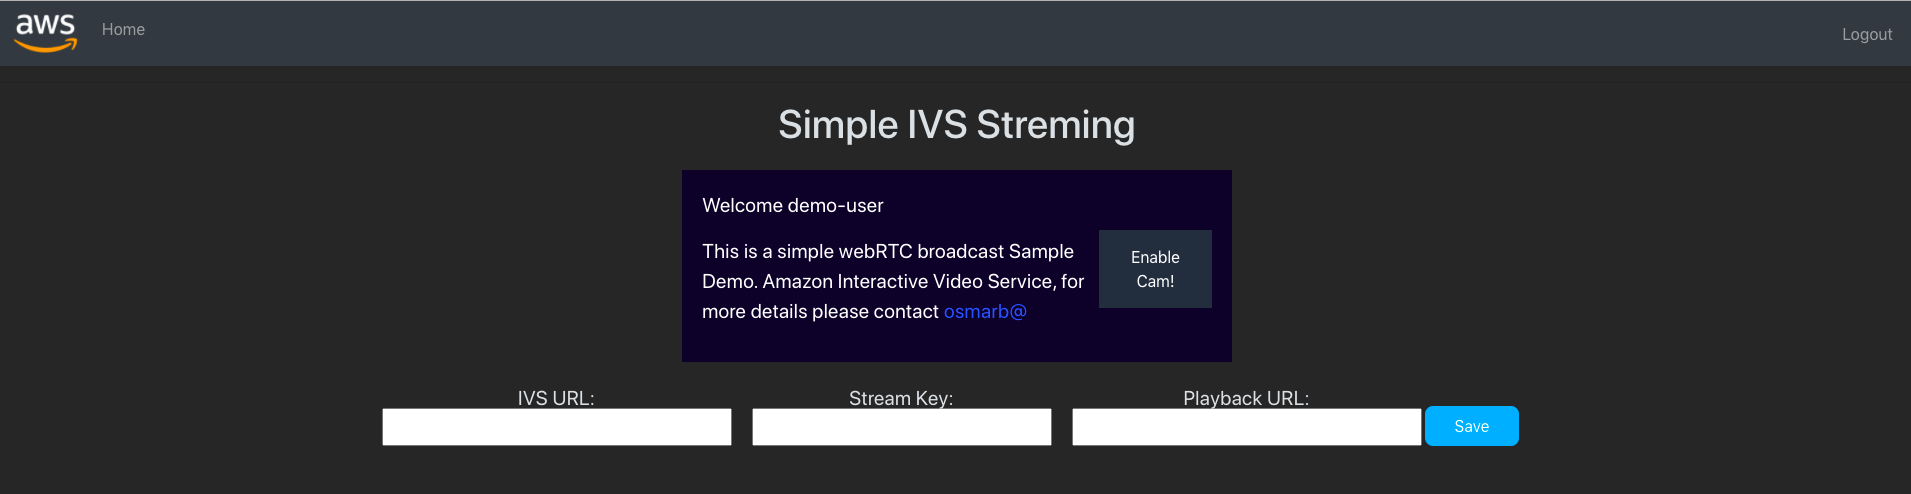 aws
Home
Logout
Simple IVS Streming
Welcome demo-user
This is a simple webRTC broadcast Sample
Demo. Amazon Interactive Video Service, for
more details please contact osmarb@
Enable
Cam!
IVS URL:
Stream Key:
Playback URL:
Save